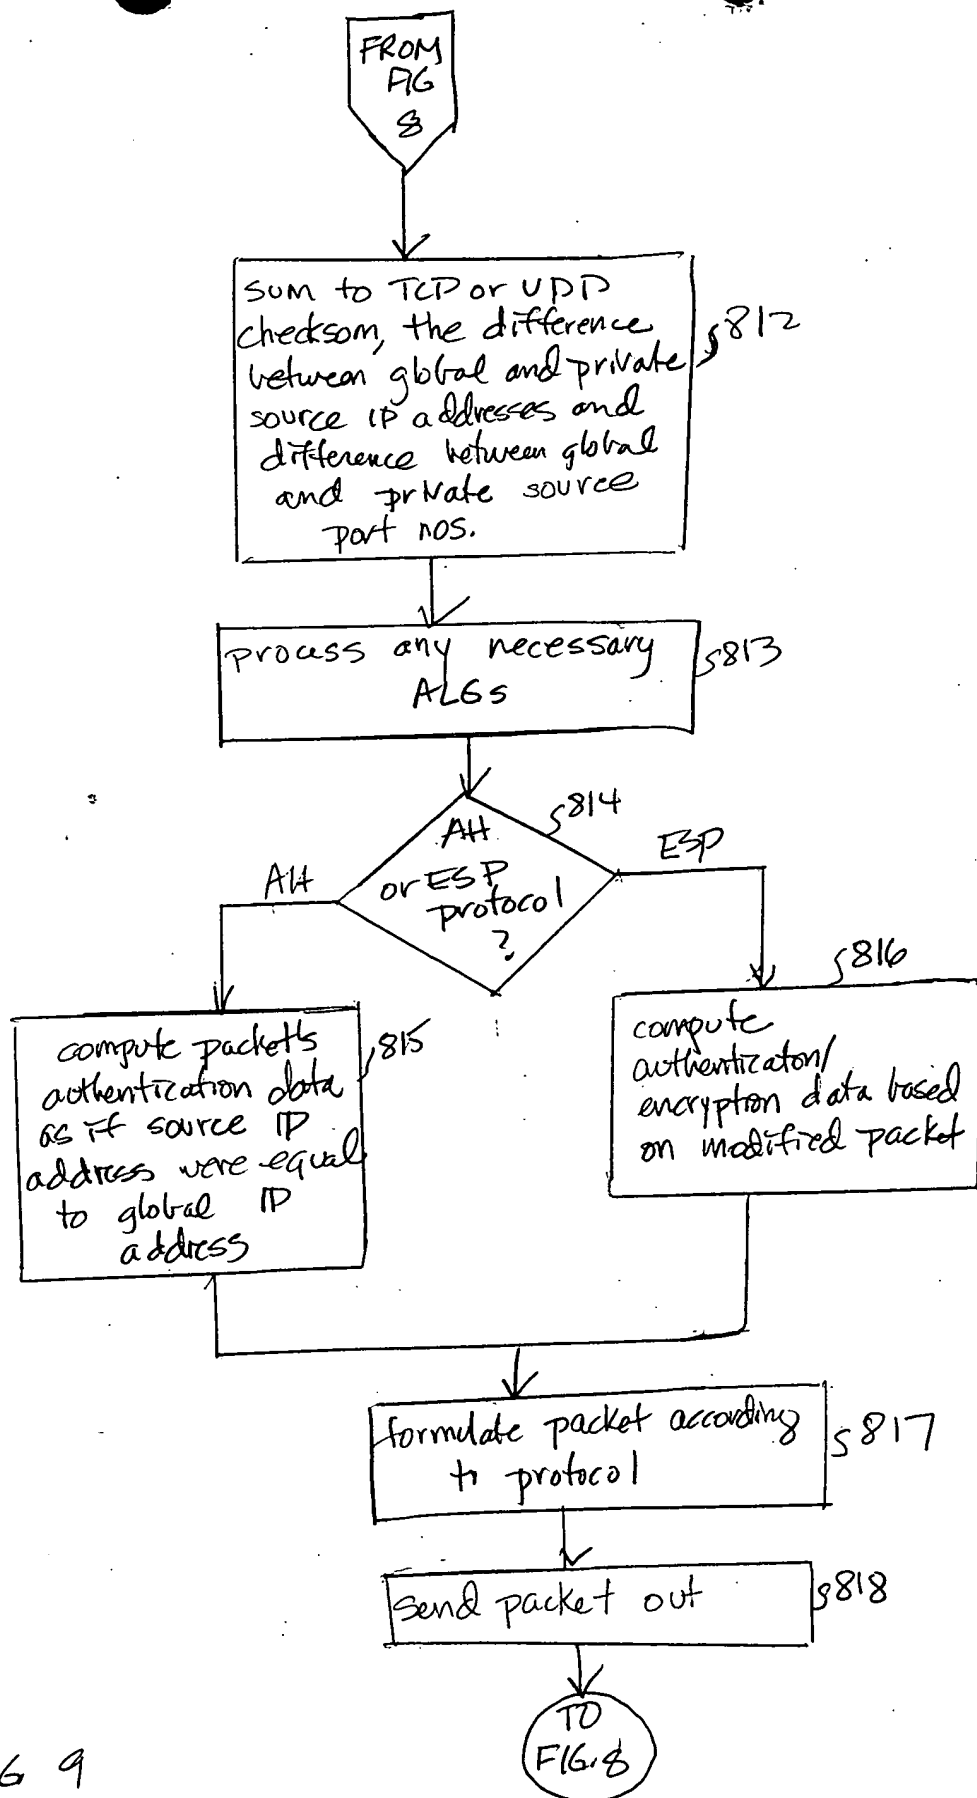 FROM
FIG
8
sum to TCP or UDP
checksom, the difference
between global and private
source IP addresses and
difference between global
and private source
port nos.
812
process any necessary
ALGs
813
AH
or ESP
protocol
?
814
AH
ESP
compute packet's
authentication data
as if source IP
address were equal
to global IP
address
815
compute
authenticaton/
encryption data based
on modified packet
816
formulate packet according
to protocol
817
send packet out
818
TO
FIG. 8
G 9